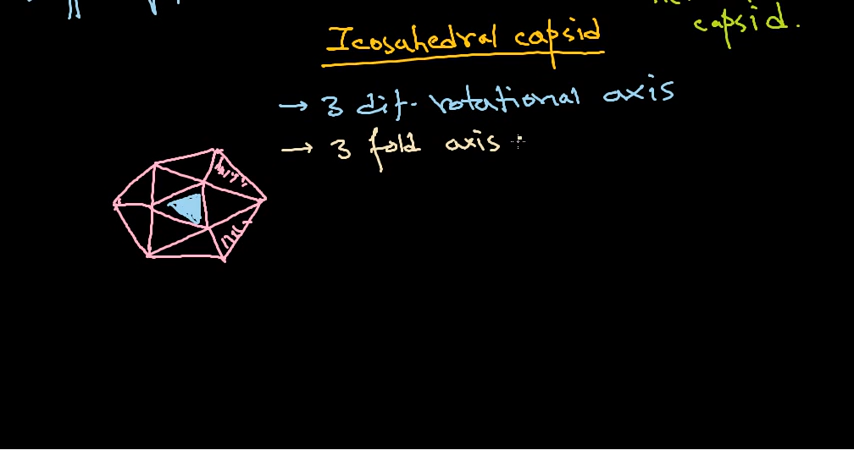 capsid.
Icosahedral capsid
→ 3 dif- rotational axis
→ 3 fold axis